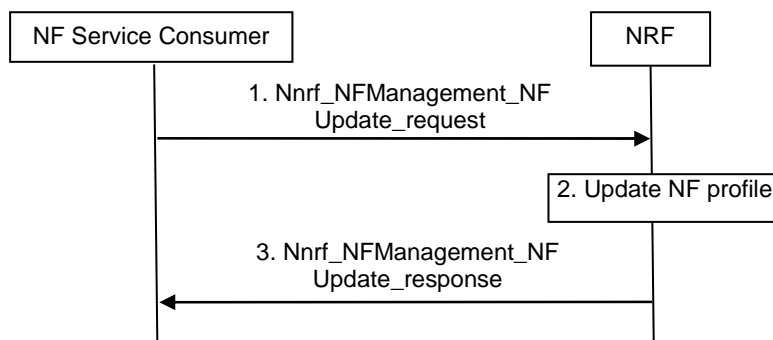 NF Service Consumer
NRF
1. Nnrf_NFManagement_NF
Update_request
2. Update NF profile
3. Nnrf_NFManagement_NF
Update_response